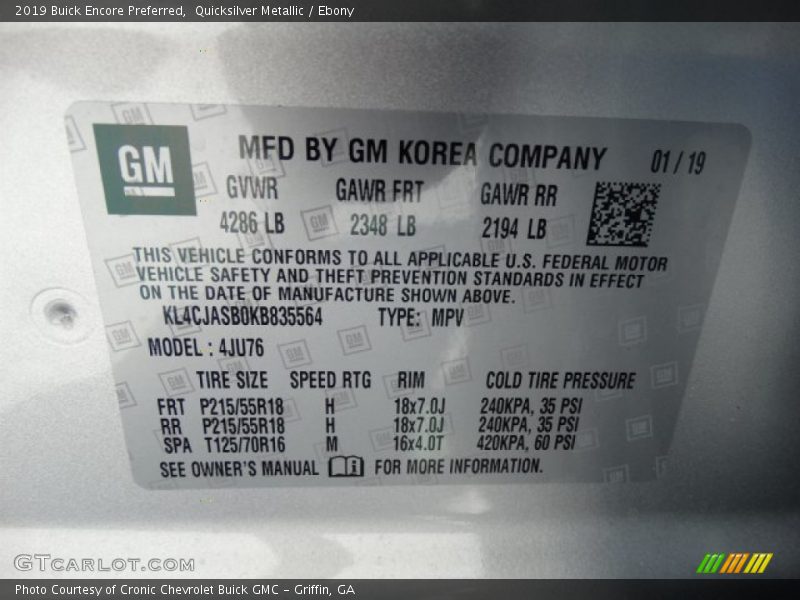 2019 Buick Encore Preferred,  Quicksilver Metallic / Ebony
GM
MFD BY GM KOREA COMPANY 01 / 19
GVWR GAWR FRT GAWR RR
4286 LB 2348 LB 2194 LB
THIS VEHICLE CONFORMS TO ALL APPLICABLE U.S. FEDERAL MOTOR
VEHICLE SAFETY AND THEFT PREVENTION STANDARDS IN EFFECT
ON THE DATE OF MANUFACTURE SHOWN ABOVE.
KL4CJASB0KB835564 TYPE: MPV
MODEL : 4JU76
TIRE SIZE SPEED RTG RIM COLD TIRE PRESSURE
FRT P215/55R18 H 18x7.0J 240KPA, 35 PSI
RR P215/55R18 H 18x7.0J 240KPA, 35 PSI
SPA T125/70R16 M 16x4.0T 420KPA, 60 PSI
SEE OWNER'S MANUAL FOR MORE INFORMATION.
GTCARLOT.COM
Photo Courtesy of Cronic Chevrolet Buick GMC – Griffin, GA